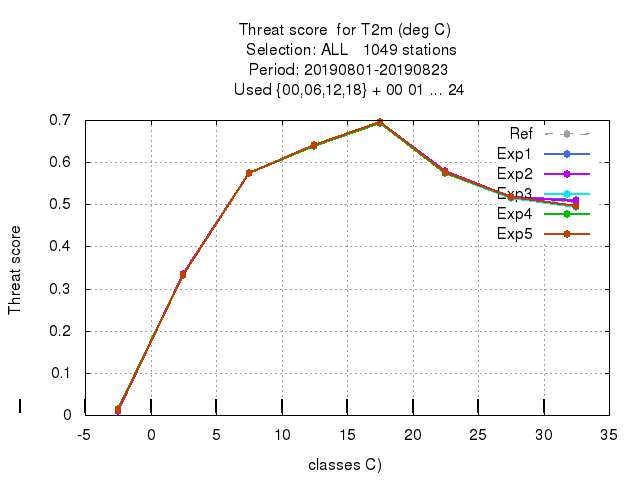 Threat score  for T2m (deg C)
Selection: ALL   1049 stations
Period: 20190801-20190823
Used {00,06,12,18} + 00 01 ... 24
Threat score
0.7
0.6
0.5
0.4
0.3
0.2
0.1
0
-5
0
5
10
15
20
25
30
35
classes C)
Ref
Exp1
Exp2
Exp3
Exp4
Exp5